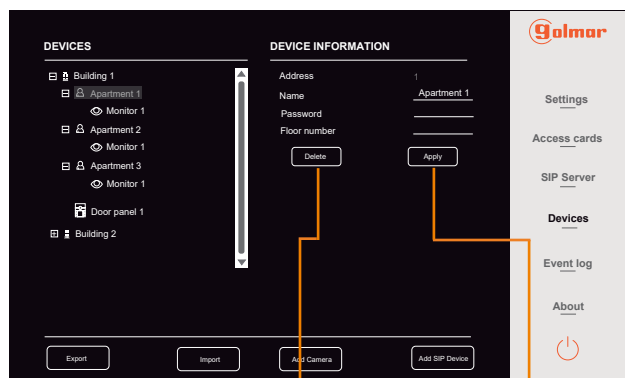 golmar
DEVICES
DEVICE INFORMATION
Building 1
Apartment 1
Monitor 1
Apartment 2
Monitor 1
Apartment 3
Monitor 1
Door panel 1
Building 2
Address 1
Name Apartment 1
Password
Floor number
Delete
Apply
Export
Import
Add Camera
Add SIP Device
Settings
Access cards
SIP Server
Devices
Event log
About